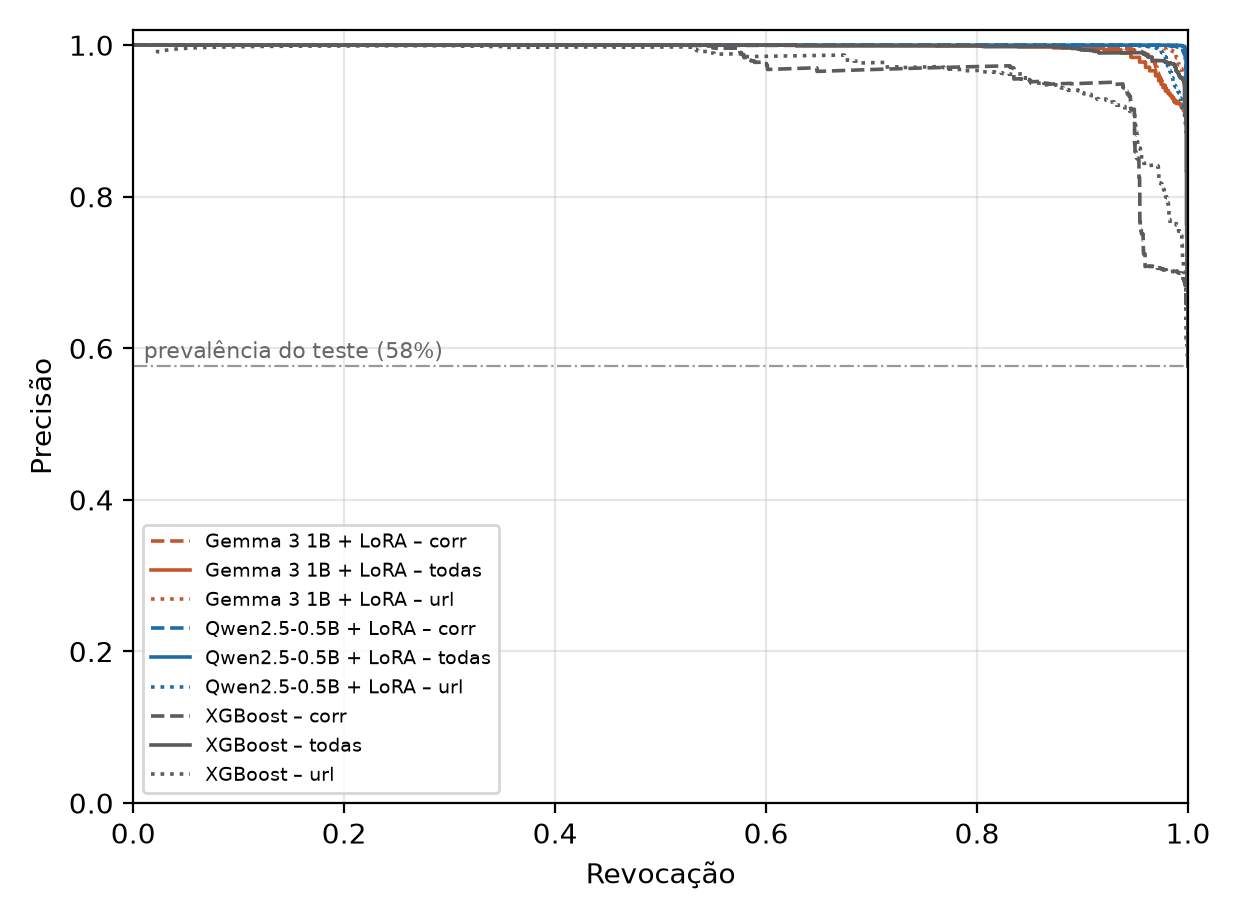 1.0
0.8
0.6
0.4
0.2
0.0
Precisão
prevalência do teste (58%)
Gemma 3 1B + LoRA – corr
Gemma 3 1B + LoRA – todas
Gemma 3 1B + LoRA – url
Qwen2.5-0.5B + LoRA – corr
Qwen2.5-0.5B + LoRA – todas
Qwen2.5-0.5B + LoRA – url
XGBoost – corr
XGBoost – todas
XGBoost – url
0.0 0.2 0.4 0.6 0.8 1.0
Revocação